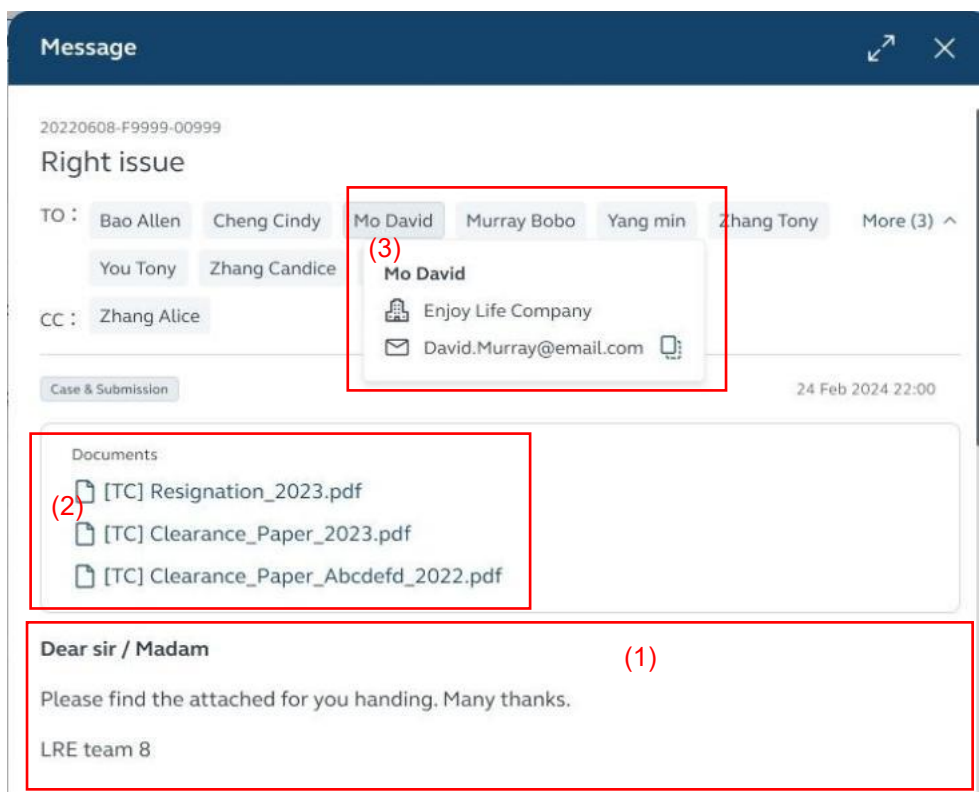 Message
20220608-F9999-00999
Right issue
TO : Bao Allen Cheng Cindy Mo David Murray Bobo Yang min Zhang Tony More (3)
(3)
You Tony Zhang Candice
Mo David
Enjoy Life Company
CC : Zhang Alice
David.Murray@email.com
Case & Submission 24 Feb 2024 22:00
Documents
(2)
[TC] Resignation_2023.pdf
[TC] Clearance_Paper_2023.pdf
[TC] Clearance_Paper_Abcdefd_2022.pdf
Dear sir / Madam
(1)
Please find the attached for you handing. Many thanks.
LRE team 8